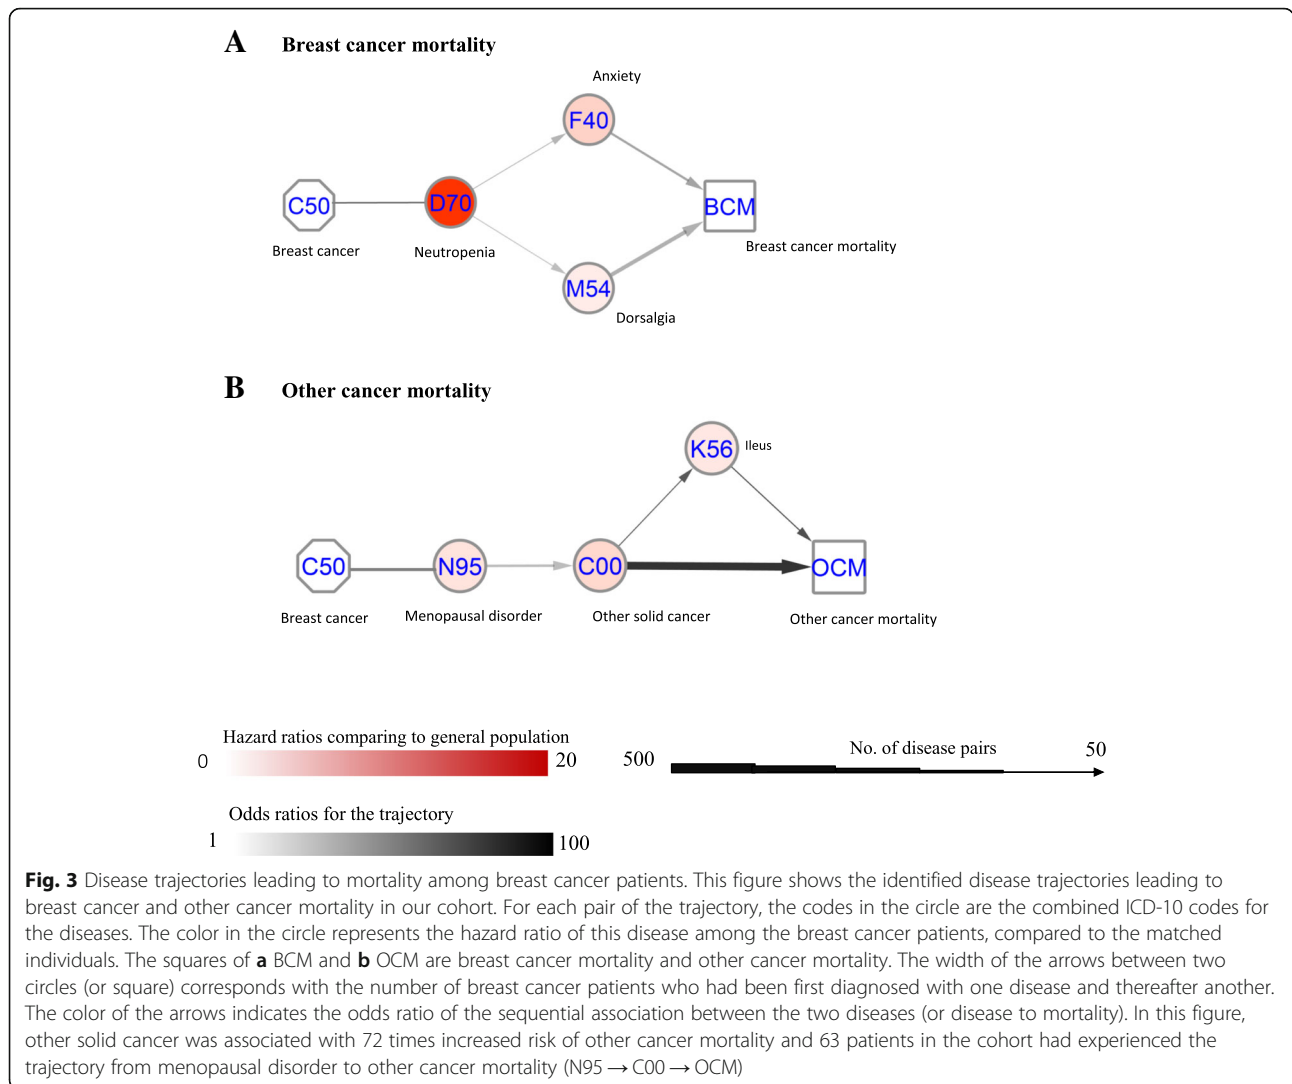 A Breast cancer mortality
Anxiety
F40
C50
D70
BCM
Breast cancer
Neutropenia
Breast cancer mortality
M54
Dorsalgia
B Other cancer mortality
K56
Ileus
C50
N95
C00
OCM
Breast cancer
Menopausal disorder
Other solid cancer
Other cancer mortality
Hazard ratios comparing to general population
0
20
500
No. of disease pairs
50
Odds ratios for the trajectory
1
100
Fig. 3 Disease trajectories leading to mortality among breast cancer patients. This figure shows the identified disease trajectories leading to
breast cancer and other cancer mortality in our cohort. For each pair of the trajectory, the codes in the circle are the combined ICD-10 codes for
the diseases. The color in the circle represents the hazard ratio of this disease among the breast cancer patients, compared to the matched
individuals. The squares of a BCM and b OCM are breast cancer mortality and other cancer mortality. The width of the arrows between two
circles (or square) corresponds with the number of breast cancer patients who had been first diagnosed with one disease and thereafter another.
The color of the arrows indicates the odds ratio of the sequential association between the two diseases (or disease to mortality). In this figure,
other solid cancer was associated with 72 times increased risk of other cancer mortality and 63 patients in the cohort had experienced the
trajectory from menopausal disorder to other cancer mortality (N95 → C00 → OCM)